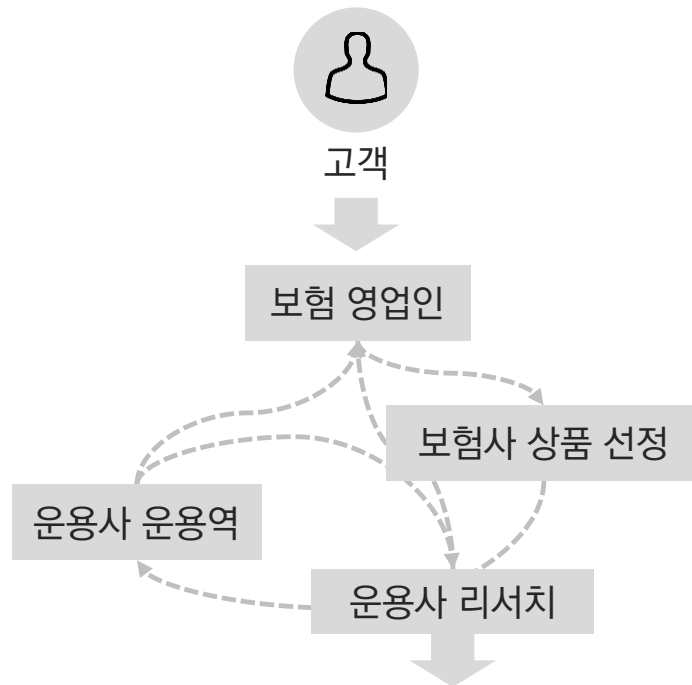 고객
보험 영업인
보험사 상품 선정
운용사 운용역
운용사 리서치